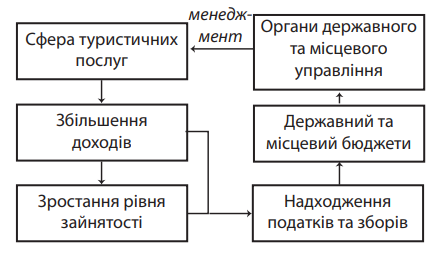 менедж-
мент
Сфера туристичних
послуг
Органи державного
та місцевого
управління
Збільшення
доходів
Державний та
місцевий бюджети
Зростання рівня
зайнятості
Надходження
податків та зборів